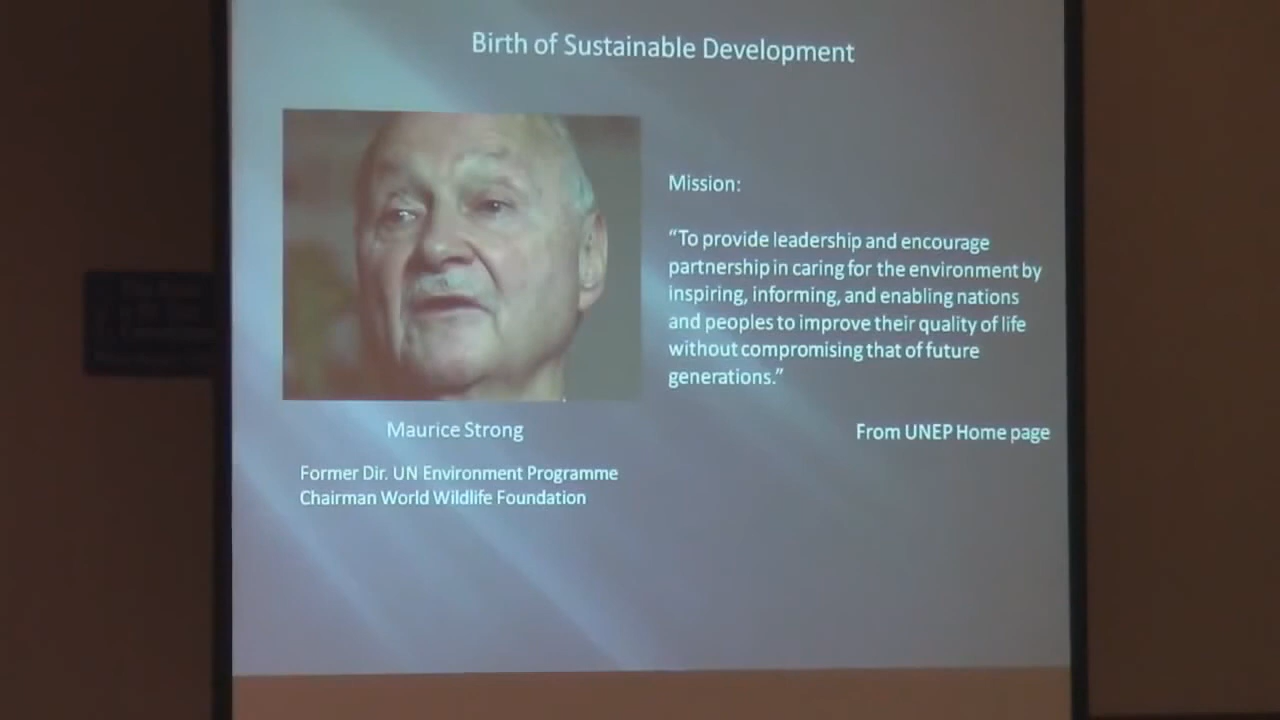 Birth of Sustainable Development
Mission:
“To provide leadership and encourage
partnership in caring for the environment by
inspiring, informing, and enabling nations
and peoples to improve their quality of life
without compromising that of future
generations.”
From UNEP Home page
Maurice Strong
Former Dir. UN Environment Programme
Chairman World Wildlife Foundation